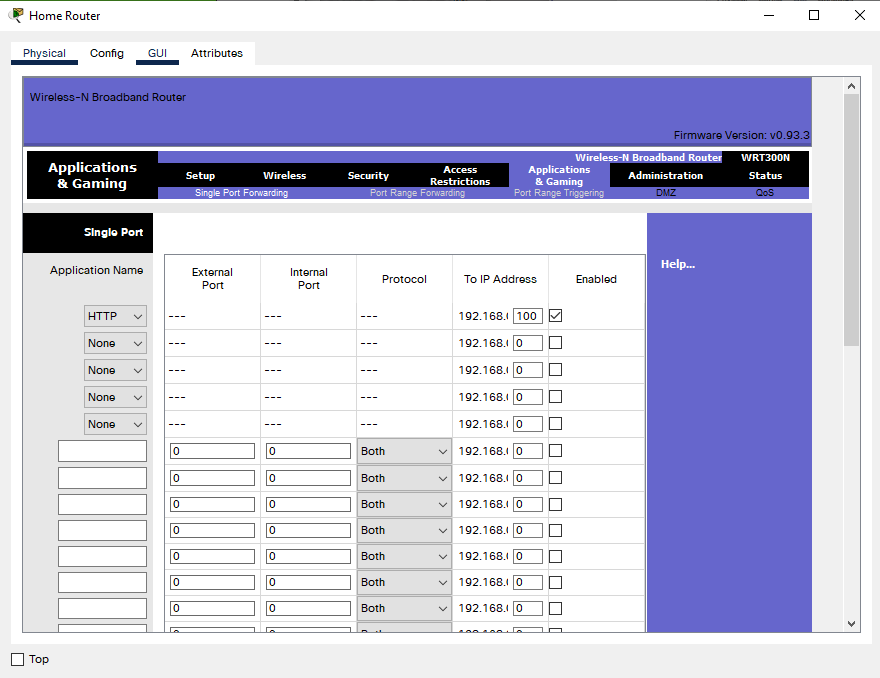 Home Router
Physical Config GUI Attributes
Wireless-N Broadband Router
Firmware Version: v0.93.3
Wireless-N Broadband Router WRT300N
Applications & Gaming
Setup Wireless Security Access Restrictions Applications & Gaming Administration Status
Single Port Forwarding Port Range Forwarding Port Range Triggering DMZ QoS
Single Port
Help...
Application Name External Port Internal Port Protocol To IP Address Enabled
HTTP --- --- --- 192.168. 100
None --- --- --- 192.168. 0
None --- --- --- 192.168. 0
None --- --- --- 192.168. 0
None --- --- --- 192.168. 0
0 0 Both 192.168. 0
0 0 Both 192.168. 0
0 0 Both 192.168. 0
0 0 Both 192.168. 0
0 0 Both 192.168. 0
0 0 Both 192.168. 0
0 0 Both 192.168. 0
Top